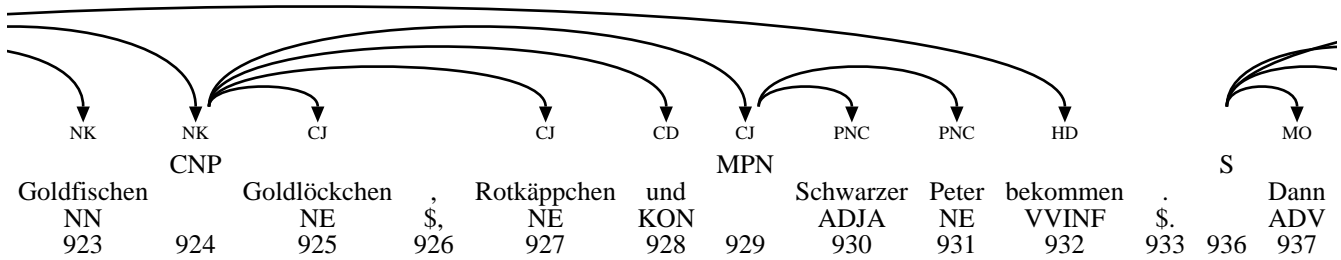 NK NK CJ CJ CD CJ PNC PNC HD MO
CNP MPN S
Goldfischen Goldlöckchen , Rotkäppchen und Schwarzer Peter bekommen . Dann
NN NE $, NE KON ADJA NE VVINF $. ADV
923 924 925 926 927 928 929 930 931 932 933 936 937